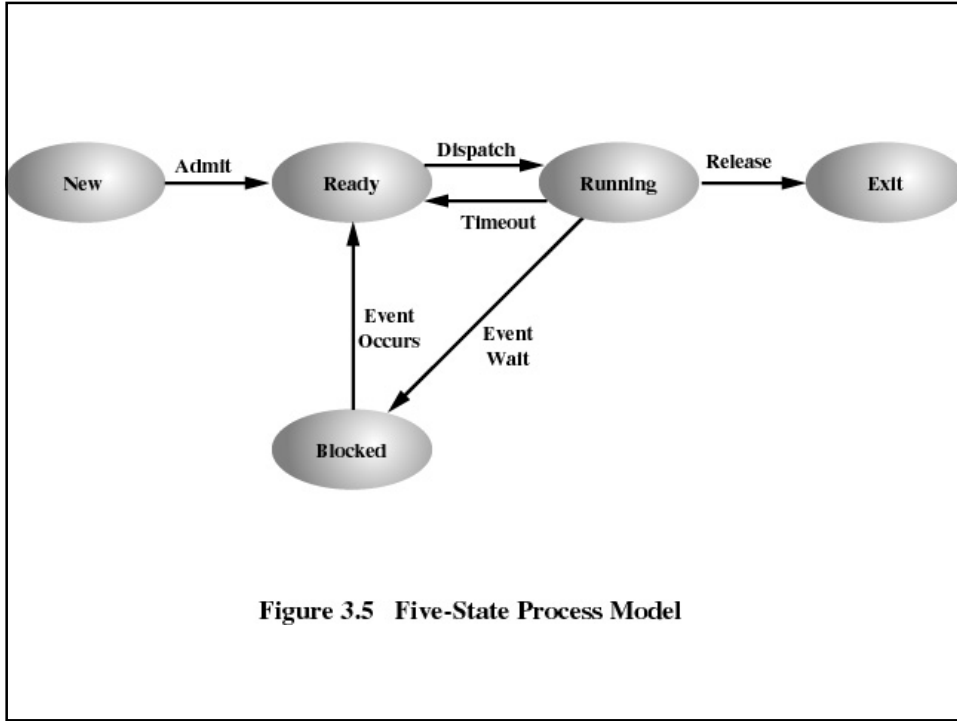 Dispatch
Admit
Release
New
Ready
Running
Exit
Timeout
Event
Occurs
Event
Wait
Blocked
Figure 3.5 Five-State Process Model